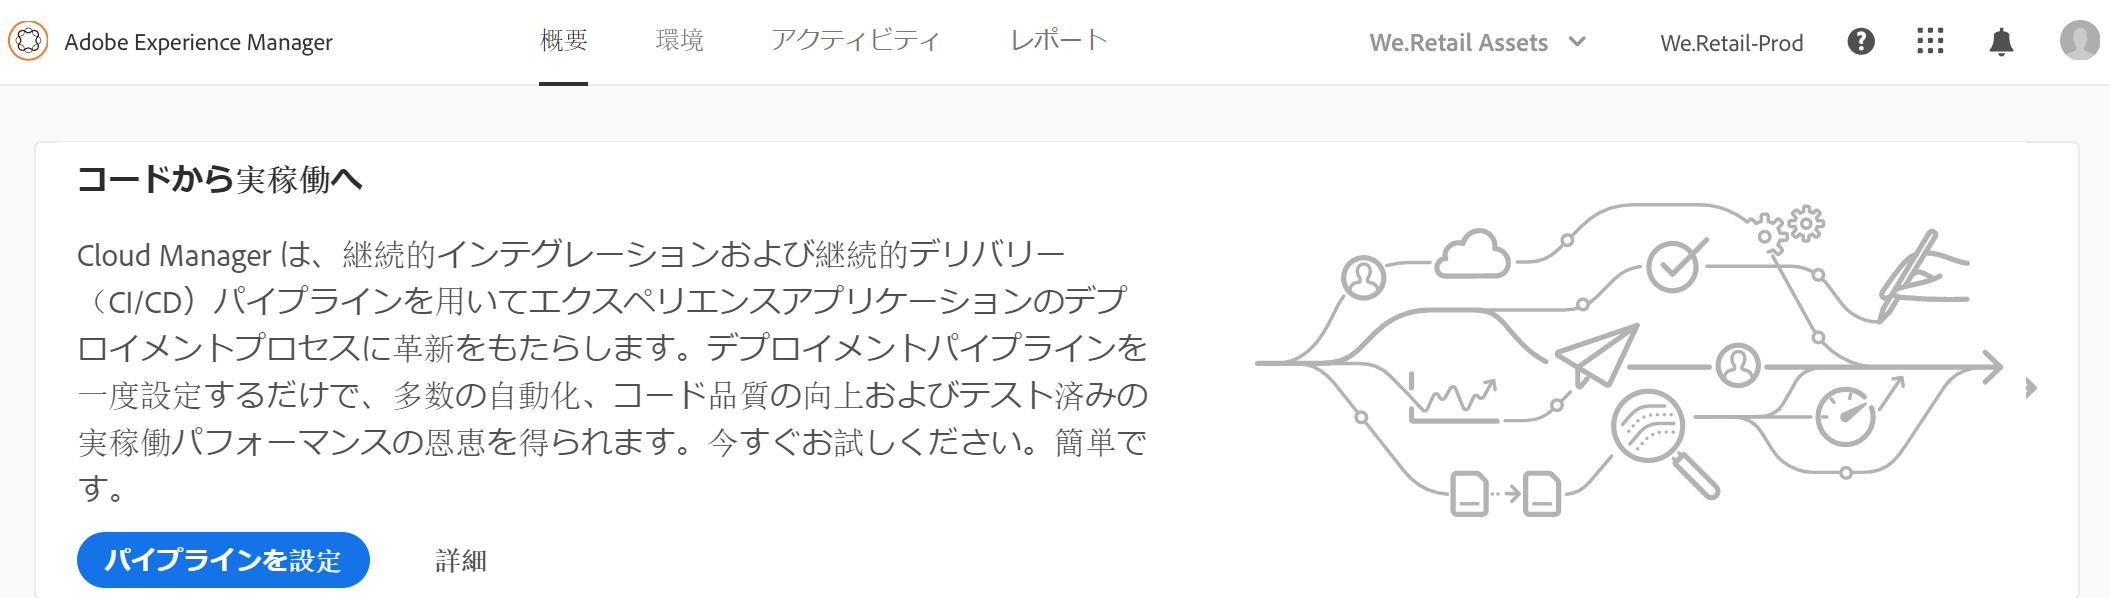 Adobe Experience Manager
概要
環境
アクティビティ
レポート
We.Retail Assets
We.Retail-Prod
コードから実稼働へ
Cloud Manager は、継続的インテグレーションおよび継続的デリバリー
（CI/CD）パイプラインを用いてエクスペリエンスアプリケーションのデプ
ロイメントプロセスに革新をもたらします。デプロイメントパイプラインを
一度設定するだけで、多数の自動化、コード品質の向上およびテスト済みの
実稼働パフォーマンスの恩恵を得られます。今すぐお試しください。簡単で
す。
パイプラインを設定
詳細